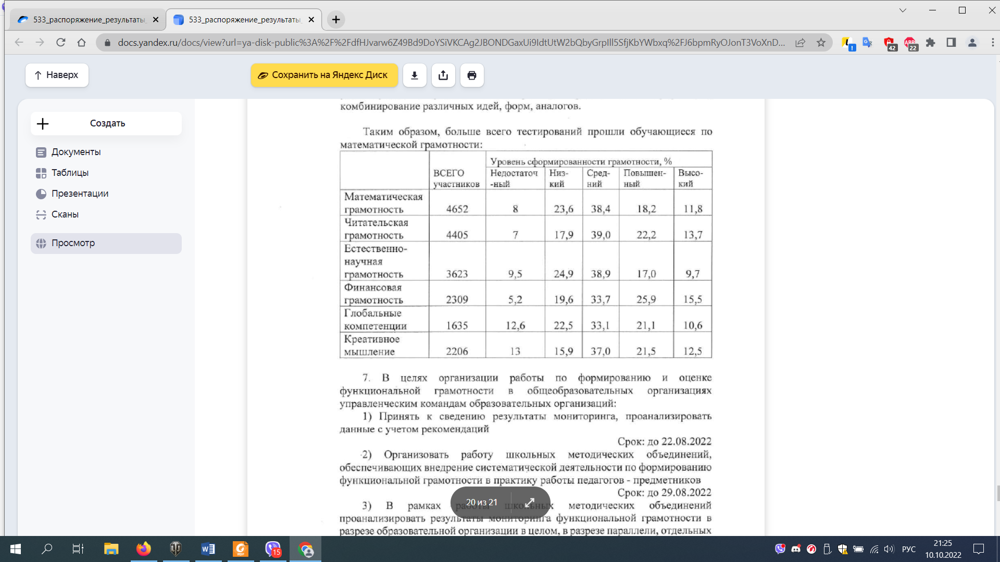 533_распоряжение_результаты_
533_распоряжение_результаты_
docs.yandex.ru/docs/view?url=ya-disk-public%3A%2F%2FdfHJvarw6Z49Bd9DoYSiVKCAg2JBONDGaxUi9IdtUtW2bQbyGrpIll5SfjKbYWbxq%2FJ6bpmRyOJonT3VoXnD...
! 42 ABP 22
Наверх
Сохранить на Яндекс Диск
Создать
Документы
Таблицы
Презентации
Сканы
Просмотр
комбинирование различных идей, форм, аналогов.
Таким образом, больше всего тестирований прошли обучающиеся по
математической грамотности:
ВСЕГО участников Уровень сформированности грамотности, %
Недостаточ-ный Низ-кий Сред-ний Повышен-ный Высо-кий
Математическая грамотность 4652 8 23,6 38,4 18,2 11,8
Читательская грамотность 4405 7 17,9 39,0 22,2 13,7
Естественно-научная грамотность 3623 9,5 24,9 38,9 17,0 9,7
Финансовая грамотность 2309 5,2 19,6 33,7 25,9 15,5
Глобальные компетенции 1635 12,6 22,5 33,1 21,1 10,6
Креативное мышление 2206 13 15,9 37,0 21,5 12,5
7. В целях организации работы по формированию и оценке
функциональной грамотности в общеобразовательных организациях
управленческим командам образовательных организаций:
1) Принять к сведению результаты мониторинга, проанализировать
данные с учетом рекомендаций
Срок: до 22.08.2022
2) Организовать работу школьных методических объединений,
обеспечивающих внедрение систематической деятельности по формированию
функциональной грамотности в практику работы педагогов - предметников
Срок: до 29.08.2022
3) В рамках работы школьных методических объединений
проанализировать результаты мониторинга функциональной грамотности в
разрезе образовательной организации в целом, в разрезе параллели, отдельных
20 из 21
PDF
15
РУС
21:25
10.10.2022